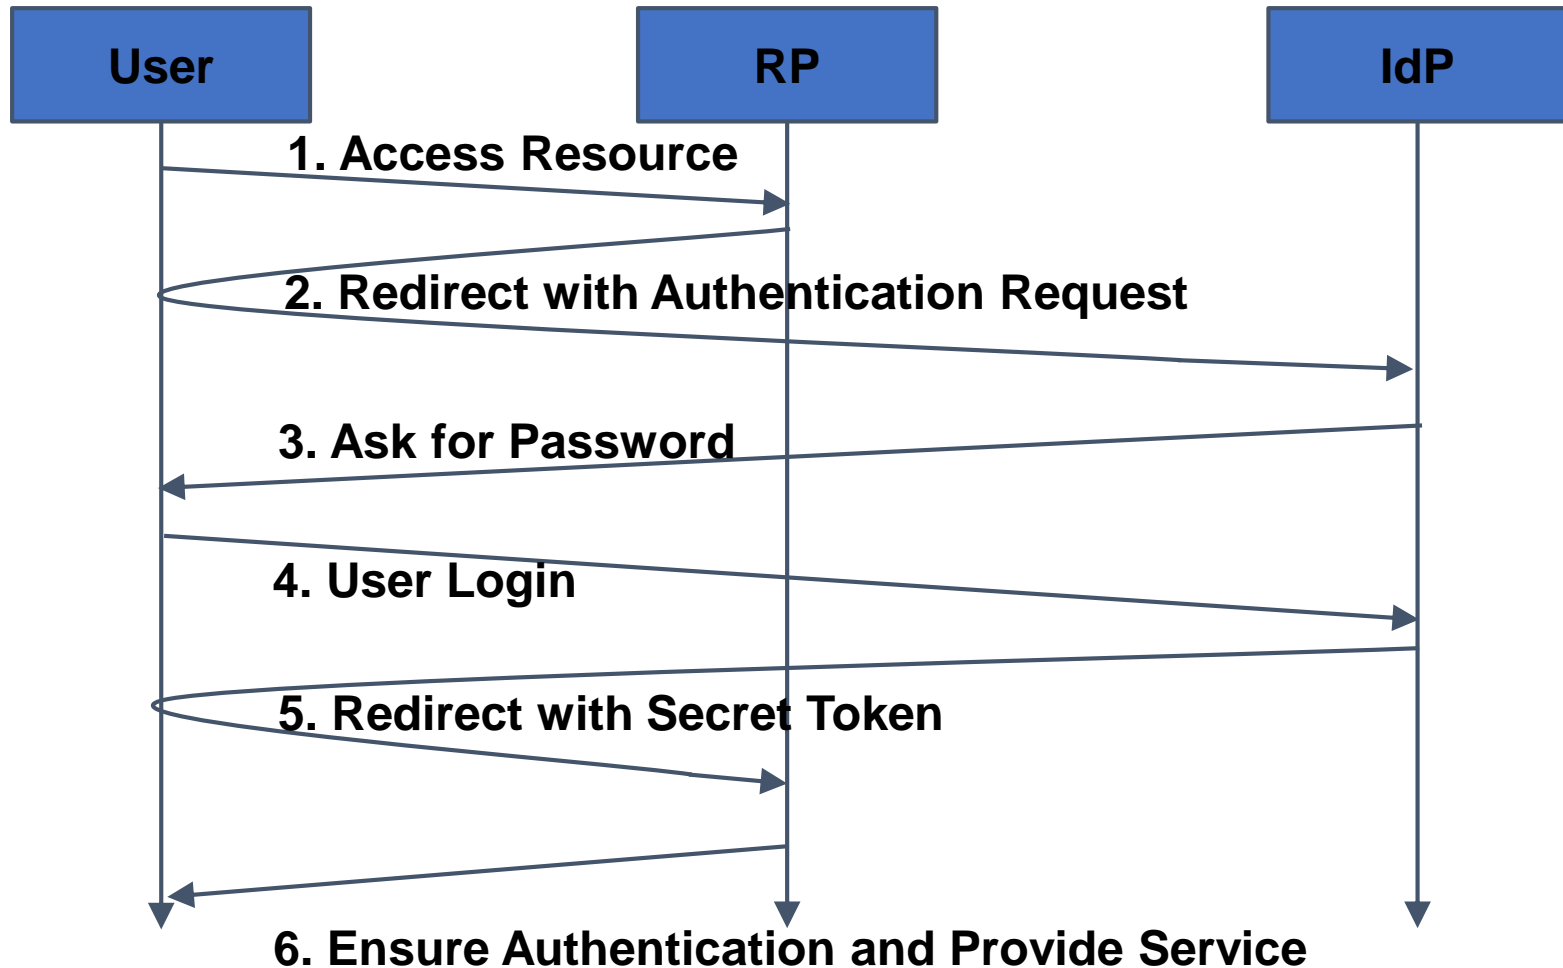 User
RP
IdP
1. Access Resource
2. Redirect with Authentication Request
3. Ask for Password
4. User Login
5. Redirect with Secret Token
6. Ensure Authentication and Provide Service